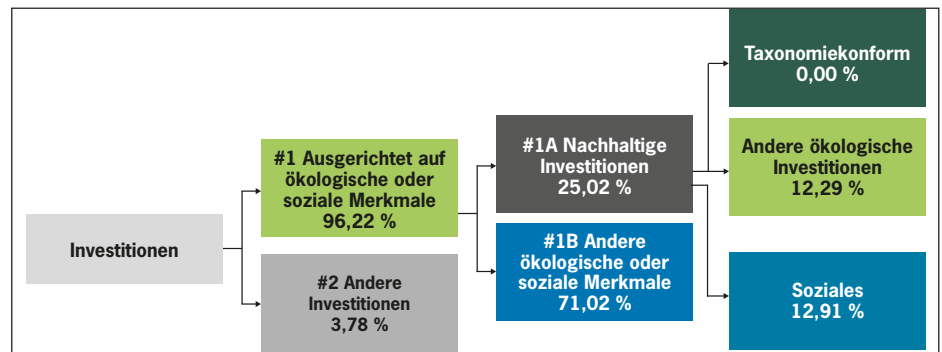 Investitionen
#1 Ausgerichtet auf
ökologische oder
soziale Merkmale
96,22 %
#2 Andere
Investitionen
3,78 %
#1A Nachhaltige
Investitionen
25,02 %
#1B Andere
ökologische oder
soziale Merkmale
71,02 %
Taxonomiekonform
0,00 %
Andere ökologische
Investitionen
12,29 %
Soziales
12,91 %